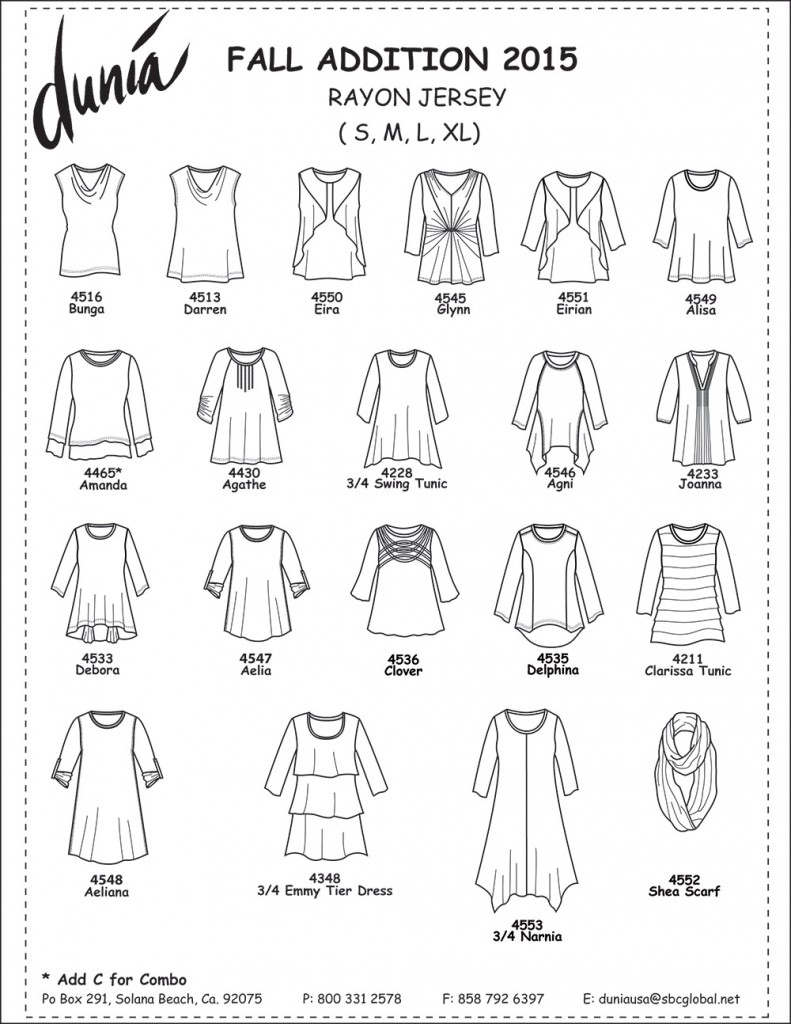 dunia
FALL ADDITION 2015
RAYON JERSEY
( S, M, L, XL)
4516
Bunga
4513
Darren
4550
Eira
4545
Glynn
4551
Eirian
4549
Alisa
4465*
Amanda
4430
Agathe
4228
3/4 Swing Tunic
4546
Agni
4233
Joanna
4533
Debora
4547
Aelia
4536
Clover
4535
Delphina
4211
Clarissa Tunic
4548
Aeliana
4348
3/4 Emmy Tier Dress
4553
3/4 Narnia
4552
Shea Scarf
* Add C for Combo
Po Box 291, Solana Beach, Ca. 92075 P: 800 331 2578 F: 858 792 6397 E: duniausa@sbcglobal.net